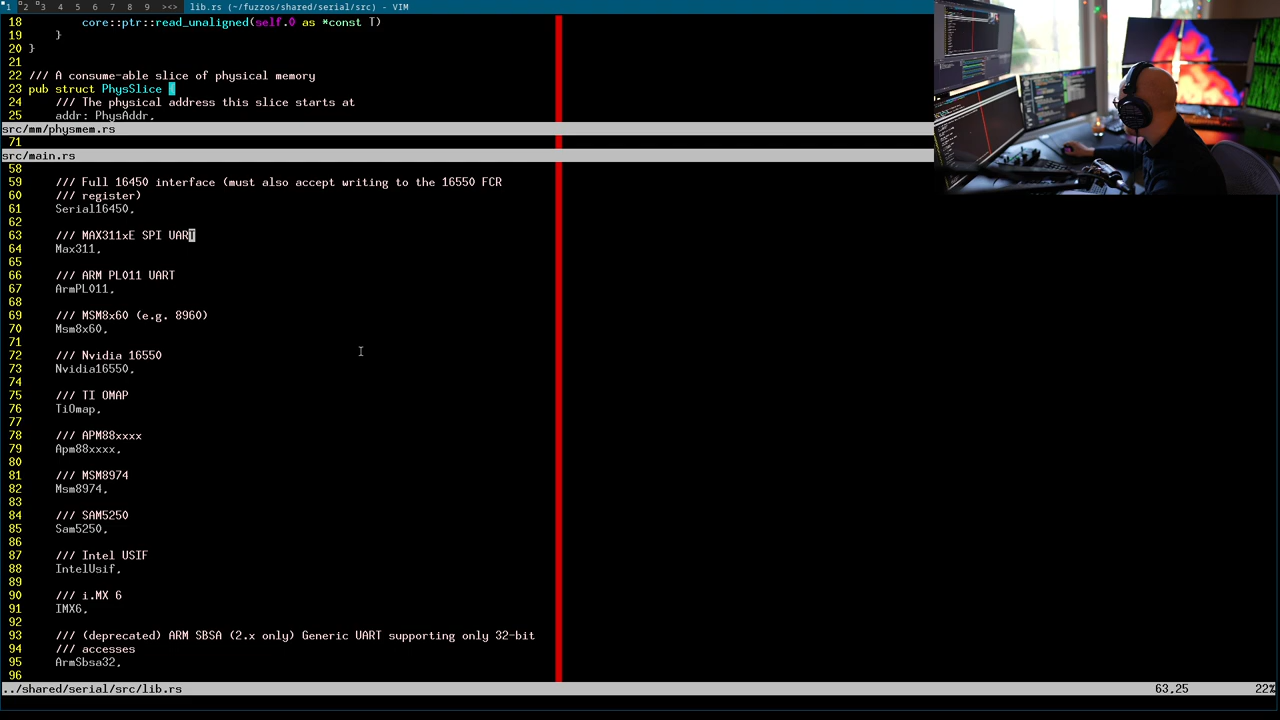 1 2 3 4 5 6 7 8 9 ><> lib.rs (~/fuzzos/shared/serial/src) - VIM
18 core::ptr::read_unaligned(self.0 as *const T)
19 }
20 }
21
22 /// A consume-able slice of physical memory
23 pub struct PhysSlice {
24 /// The physical address this slice starts at
25 addr: PhysAddr,
src/mm/physmem.rs
71
src/main.rs
58
59 /// Full 16450 interface (must also accept writing to the 16550 FCR
60 /// register)
61 Serial16450,
62
63 /// MAX311xE SPI UART
64 Max311,
65
66 /// ARM PL011 UART
67 ArmPL011,
68
69 /// MSM8x60 (e.g. 8960)
70 Msm8x60,
71
72 /// Nvidia 16550
73 Nvidia16550,
74
75 /// TI OMAP
76 TiOmap,
77
78 /// APM88xxxx
79 Apm88xxxx,
80
81 /// MSM8974
82 Msm8974,
83
84 /// SAM5250
85 Sam5250,
86
87 /// Intel USIF
88 IntelUsif,
89
90 /// i.MX 6
91 IMX6,
92
93 /// (deprecated) ARM SBSA (2.x only) Generic UART supporting only 32-bit
94 /// accesses
95 ArmSbsa32,
96
../shared/serial/src/lib.rs 63,25 22%